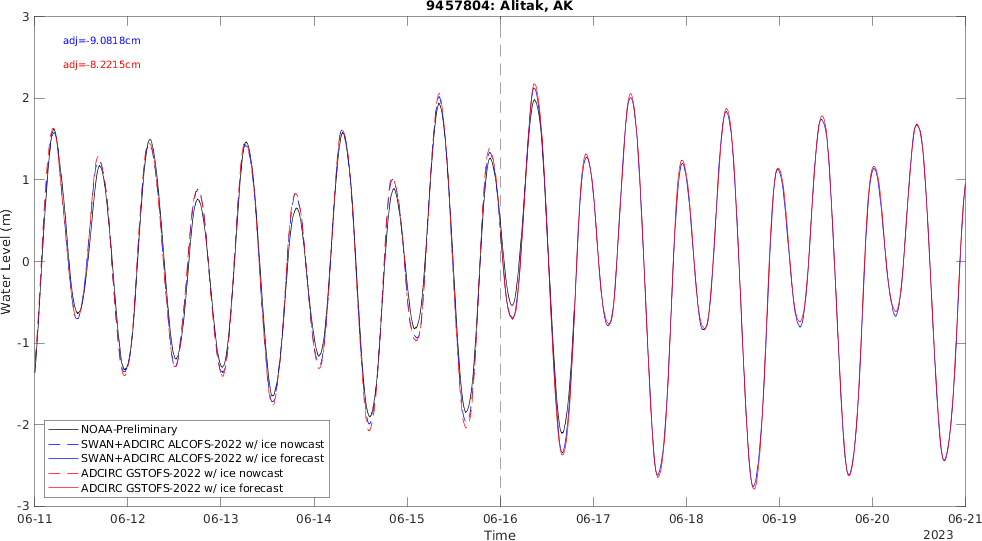 9457804: Alitak, AK
adj=-9.0818cm
adj=-8.2215cm
3
2
1
0
-1
-2
-3
Water Level (m)
NOAA-Preliminary
SWAN+ADCIRC ALCOFS-2022 w/ ice nowcast
SWAN+ADCIRC ALCOFS-2022 w/ ice forecast
ADCIRC GSTOFS-2022 w/ ice nowcast
ADCIRC GSTOFS-2022 w/ ice forecast
06-11 06-12 06-13 06-14 06-15 06-16 06-17 06-18 06-19 06-20 06-21
Time
2023